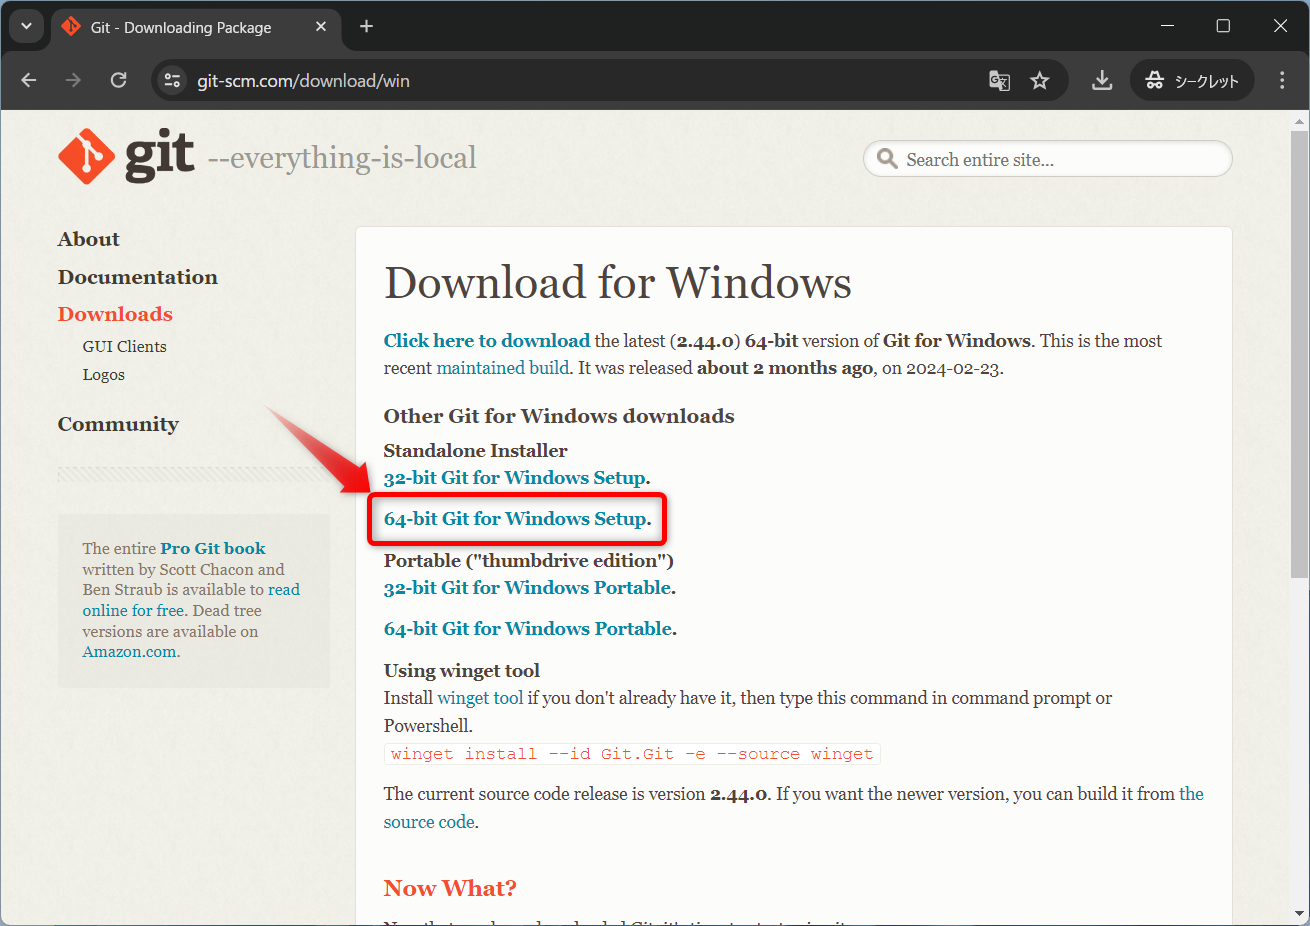 Git - Downloading Package
git-scm.com/download/win
シークレット
git --everything-is-local
Search entire site...
About
Documentation
Downloads
GUI Clients
Logos
Community
The entire Pro Git book
written by Scott Chacon and
Ben Straub is available to read
online for free. Dead tree
versions are available on
Amazon.com.
Download for Windows
Click here to download the latest (2.44.0) 64-bit version of Git for Windows. This is the most
recent maintained build. It was released about 2 months ago, on 2024-02-23.
Other Git for Windows downloads
Standalone Installer
32-bit Git for Windows Setup.
64-bit Git for Windows Setup.
Portable ("thumbdrive edition")
32-bit Git for Windows Portable.
64-bit Git for Windows Portable.
Using winget tool
Install winget tool if you don't already have it, then type this command in command prompt or
Powershell.
winget install --id Git.Git -e --source winget
The current source code release is version 2.44.0. If you want the newer version, you can build it from the
source code.
Now What?